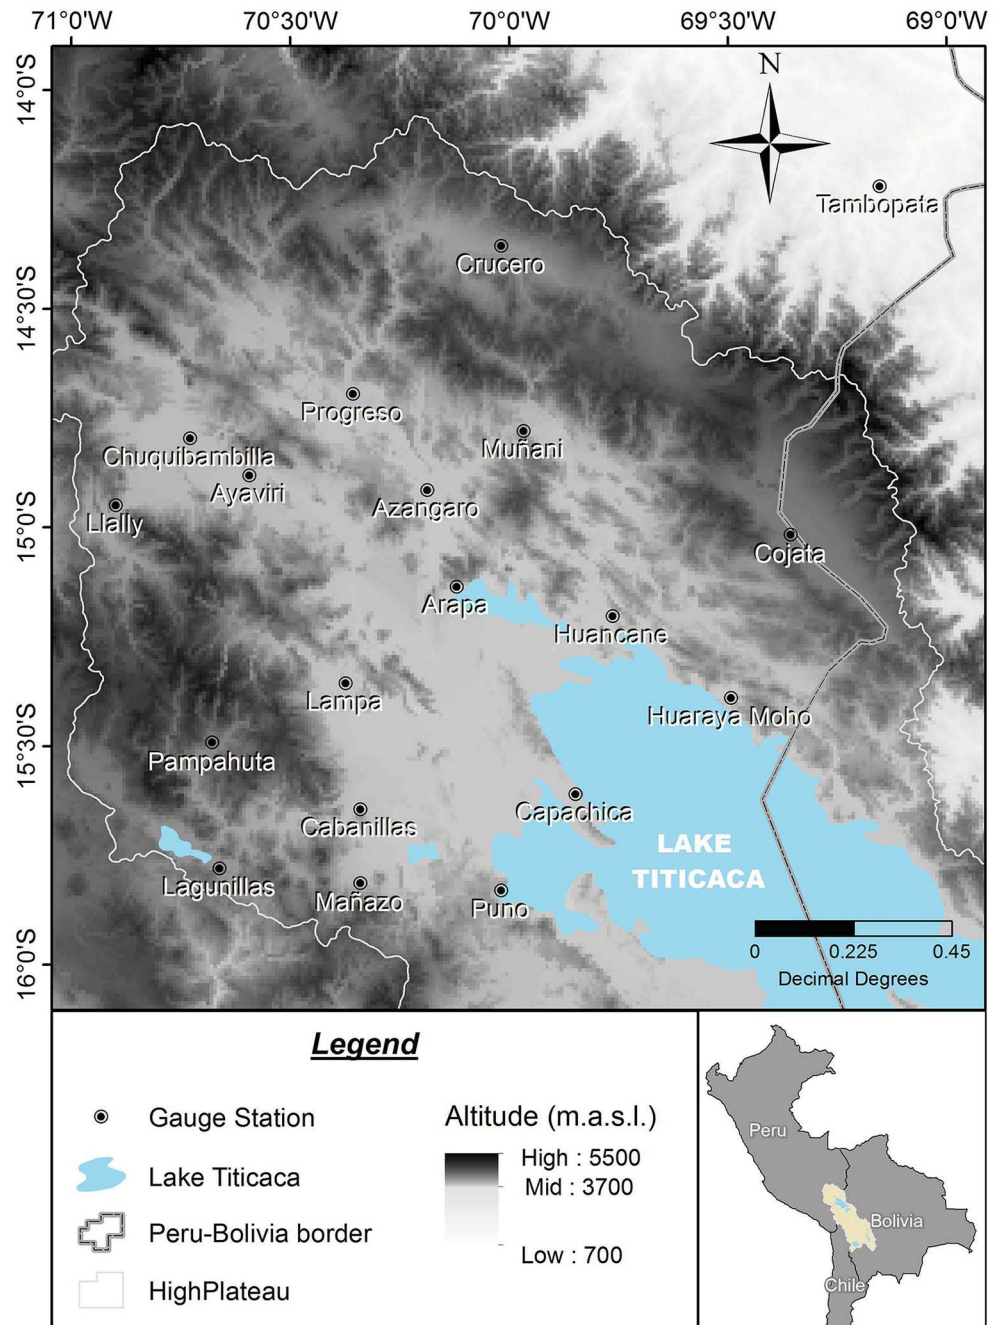 71°0'W 70°30'W 70°0'W 69°30'W 69°0'W
14°0'S
14°30'S
15°0'S
15°30'S
16°0'S
N
Tambopata
Crucero
Progreso
Muñani
Chuquibambilla
Ayaviri
Azangaro
Llally
Cojata
Arapa
Huancane
Lampa
Huaraya Moho
Pampahuta
Capachica
Cabanillas
LAKE
TITICACA
Lagunillas
Mañazo
Puno
0 0.225 0.45
Decimal Degrees
Legend
Gauge Station
Lake Titicaca
Peru-Bolivia border
HighPlateau
Altitude (m.a.s.l.)
High : 5500
Mid : 3700
Low : 700
Peru
Bolivia
Chile